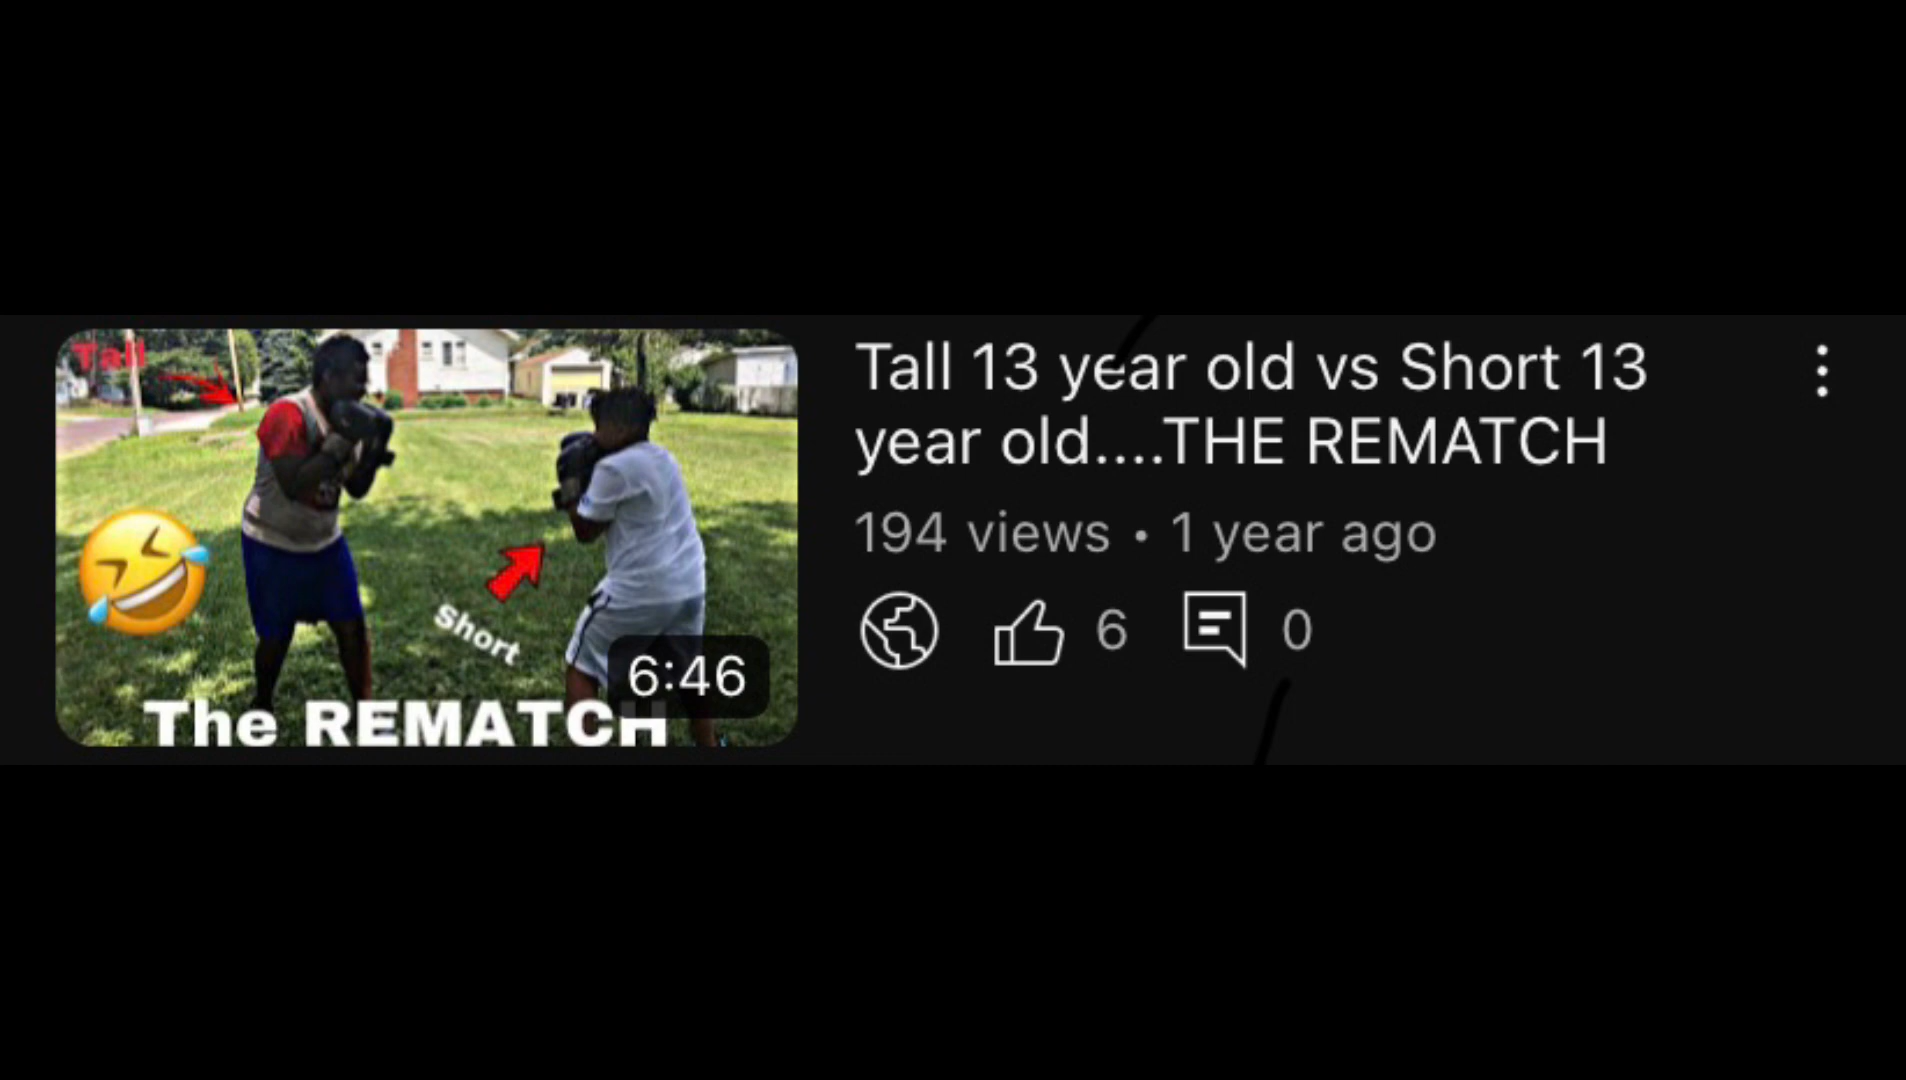 Tall
Short
The REMATCH
6:46
Tall 13 year old vs Short 13
year old....THE REMATCH
194 views • 1 year ago
6 0